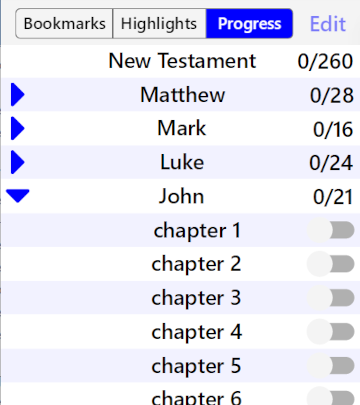 Bookmarks Highlights Progress Edit
New Testament 0/260
Matthew 0/28
Mark 0/16
Luke 0/24
John 0/21
chapter 1
chapter 2
chapter 3
chapter 4
chapter 5
chapter 6